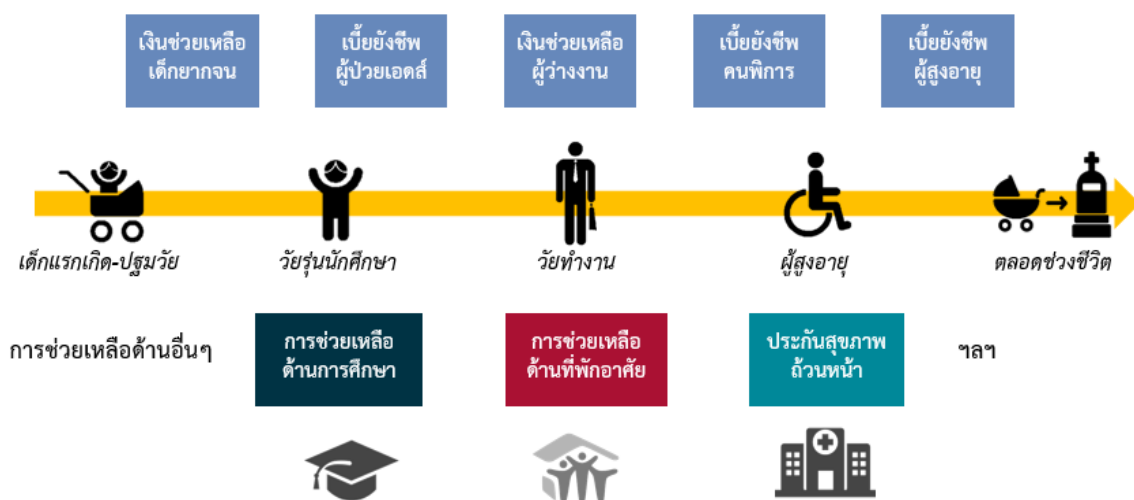 เงินช่วยเหลือ
เด็กยากจน
เบี้ยยังชีพ
ผู้ป่วยเอดส์
เงินช่วยเหลือ
ผู้ว่างงาน
เบี้ยยังชีพ
คนพิการ
เบี้ยยังชีพ
ผู้สูงอายุ
เด็กแรกเกิด-ปฐมวัย
วัยรุ่นนักศึกษา
วัยทำงาน
ผู้สูงอายุ
ตลอดช่วงชีวิต
การช่วยเหลือด้านอื่นๆ
การช่วยเหลือ
ด้านการศึกษา
การช่วยเหลือ
ด้านที่พักอาศัย
ประกันสุขภาพ
ถ้วนหน้า
ฯลฯ